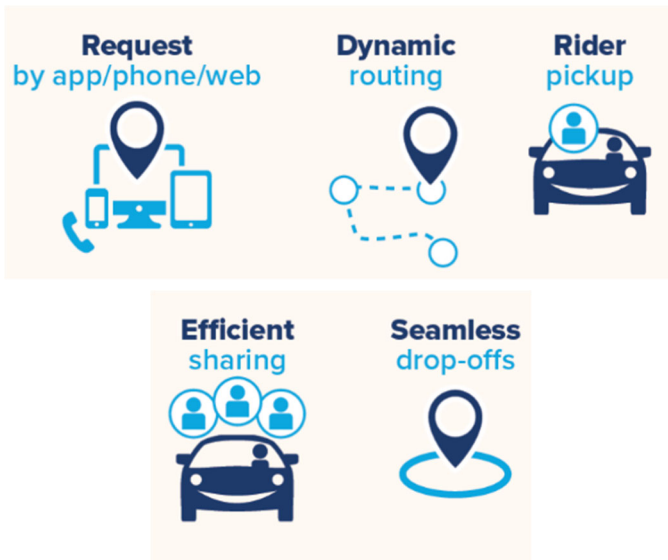 Request
by app/phone/web
Dynamic
routing
Rider
pickup
Efficient
sharing
Seamless
drop-offs